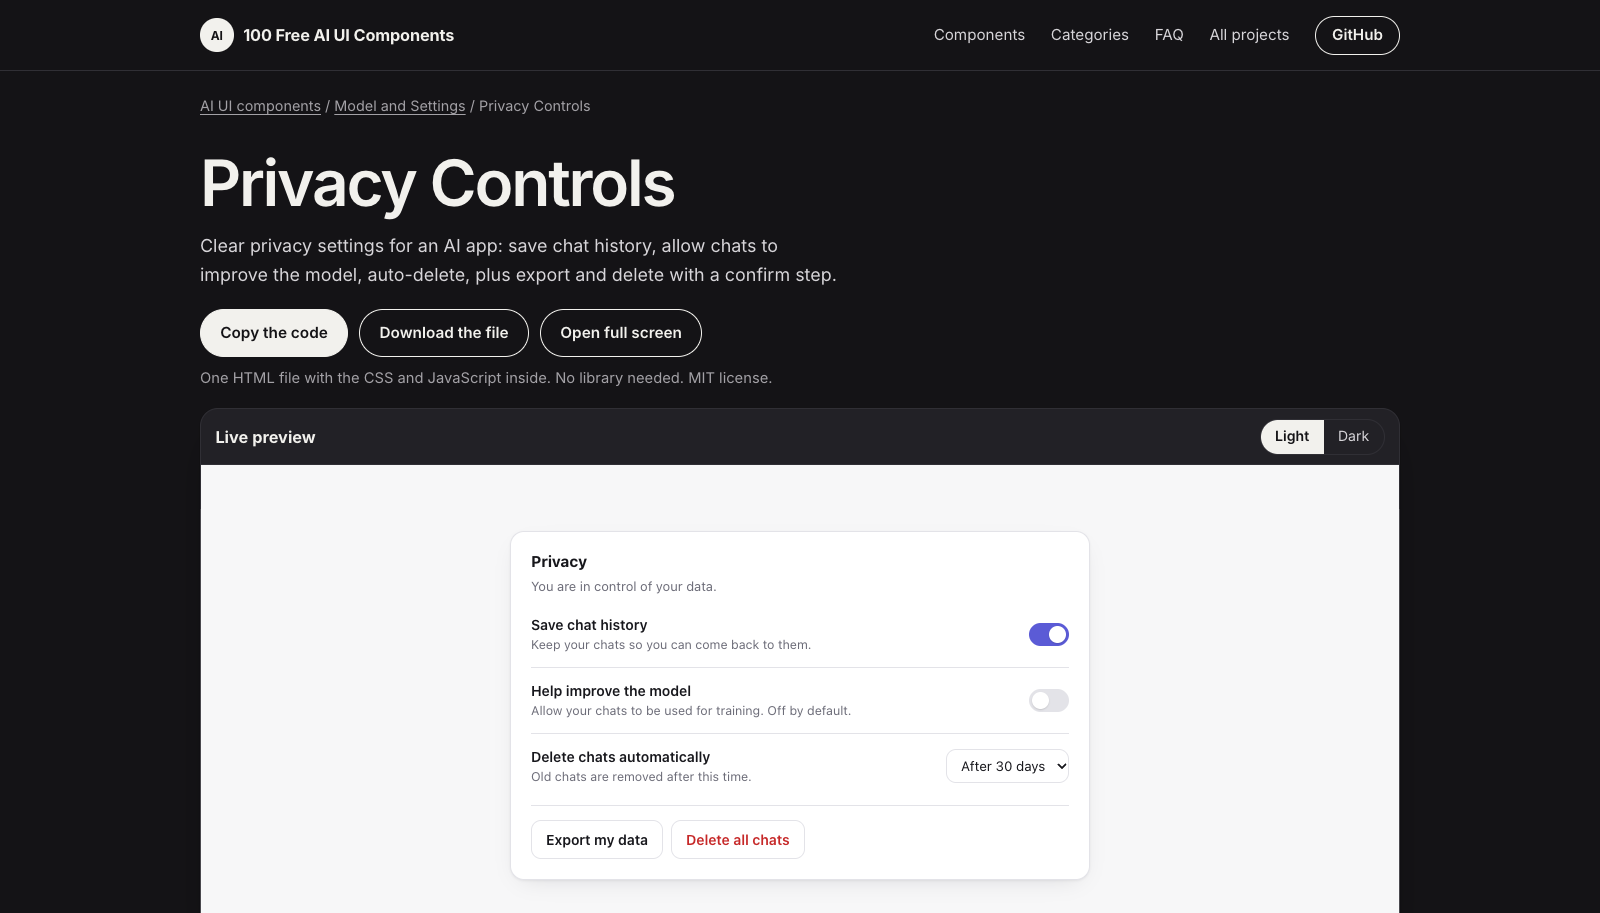 AI
100 Free AI UI Components
Components
Categories
FAQ
All projects
GitHub
AI UI components / Model and Settings / Privacy Controls
Privacy Controls
Clear privacy settings for an AI app: save chat history, allow chats to
improve the model, auto-delete, plus export and delete with a confirm step.
Copy the code
Download the file
Open full screen
One HTML file with the CSS and JavaScript inside. No library needed. MIT license.
Live preview
Light
Dark
Privacy
You are in control of your data.
Save chat history
Keep your chats so you can come back to them.
Help improve the model
Allow your chats to be used for training. Off by default.
Delete chats automatically
Old chats are removed after this time.
After 30 days
Export my data
Delete all chats